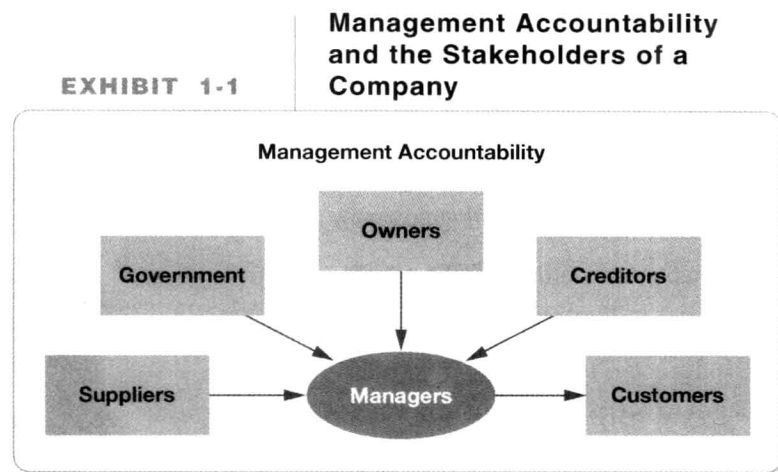 EXHIBIT 1-1
Management Accountability
and the Stakeholders of a
Company
Management Accountability
Owners
Government
Creditors
Suppliers
Managers
Customers